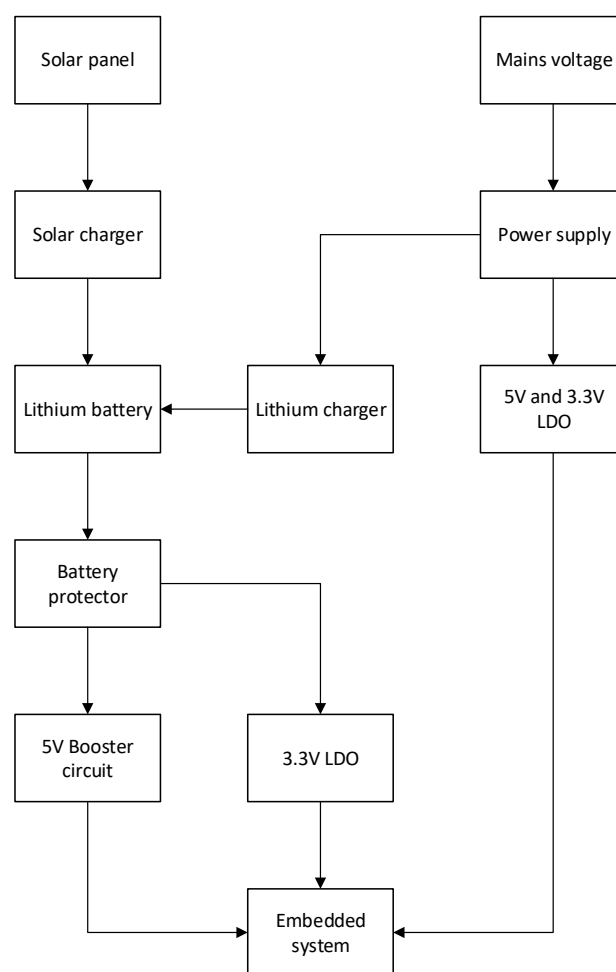 Solar panel
Mains voltage
Solar charger
Power supply
Lithium battery
Lithium charger
5V and 3.3V
LDO
Battery
protector
5V Booster
circuit
3.3V LDO
Embedded
system